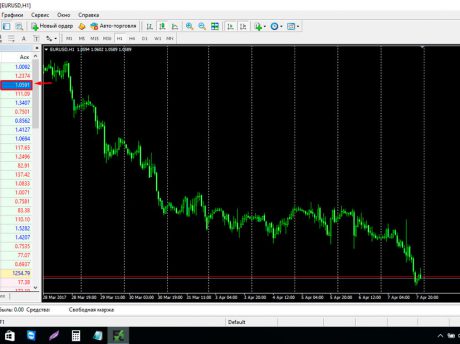 [EURUSD,H1]
Графики Сервис Окно Справка
Новый ордер Авто-торговля
T M1 M5 M15 M30 H1 H4 D1 W1 MN
Аск
EURUSD,H1 1.0594 1.0602 1.0589 1.0589
1.0092
1.2374
1.0591
111.09
1.3407
0.7501
0.8562
1.4127
1.0694
117.65
1.2496
82.91
137.42
1.0833
1.0071
0.7581
83.38
110.10
1.5282
1.4207
0.7535
77.07
0.6937
1254.79
77.38
28 Mar 2017 28 Mar 19:00 29 Mar 11:00 30 Mar 03:00 30 Mar 19:00 31 Mar 11:00 3 Apr 04:00 3 Apr 20:00 4 Apr 12:00 5 Apr 04:00 5 Apr 20:00 6 Apr 12:00 7 Apr 04:00 7 Apr 20:00
бы: 0.00 Средства: Свободная маржа:
F1 Default